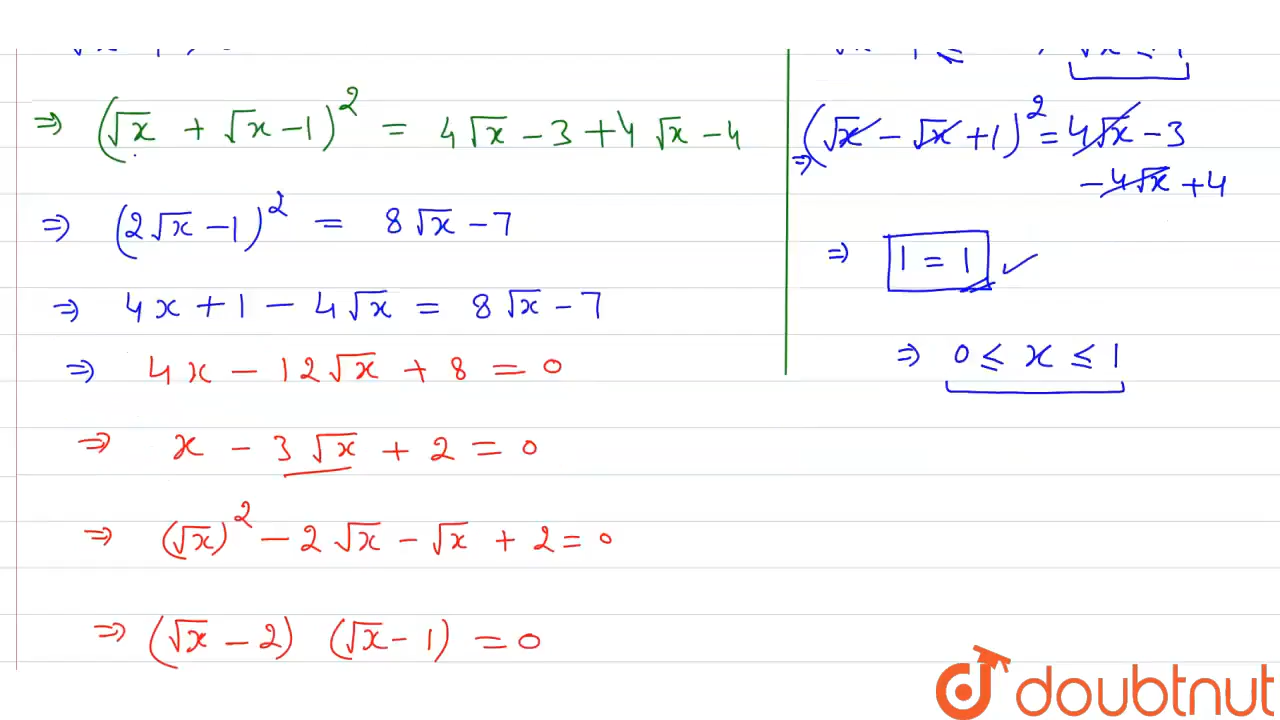 ⇒ (√x + √x - 1)² = 4√x - 3 + 4√x - 4
⇒ (2√x - 1)² = 8√x - 7
⇒ 4x + 1 - 4√x = 8√x - 7
⇒ 4x - 12√x + 8 = 0
⇒ x - 3√x + 2 = 0
⇒ (√x)² - 2√x - √x + 2 = 0
⇒ (√x - 2) (√x - 1) = 0
⇒ (√x - √x + 1)² = 4√x - 3
- 4√x + 4
⇒ 1 = 1 ✓
⇒ 0 ≤ x ≤ 1
doubtnut